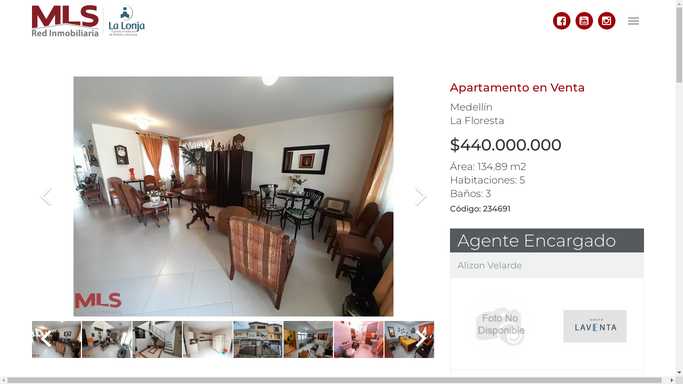 MLS
Red Inmobiliaria
La Lonja
Apartamento en Venta
Medellín
La Floresta
$440.000.000
Área: 134,89 m2
Habitaciones: 5
Baños: 3
Código: 234691
Agente Encargado
Alizon Velarde
Foto No
Disponible
LAVENTA
MLS